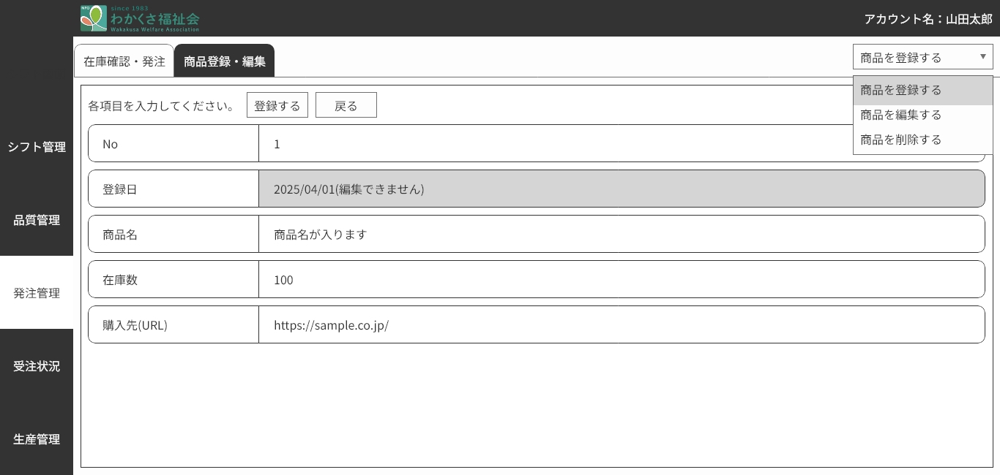 NPO
since 1983
わかくさ福祉会
Wakakusa Welfare Association
アカウント名：山田太郎
在庫確認・発注
商品登録・編集
商品を登録する ▼
商品を登録する
商品を編集する
商品を削除する
各項目を入力してください。
登録する
戻る
No
1
登録日
2025/04/01(編集できません)
商品名
商品名が入ります
在庫数
100
購入先(URL)
https://sample.co.jp/
シフト管理
品質管理
発注管理
受注状況
生産管理